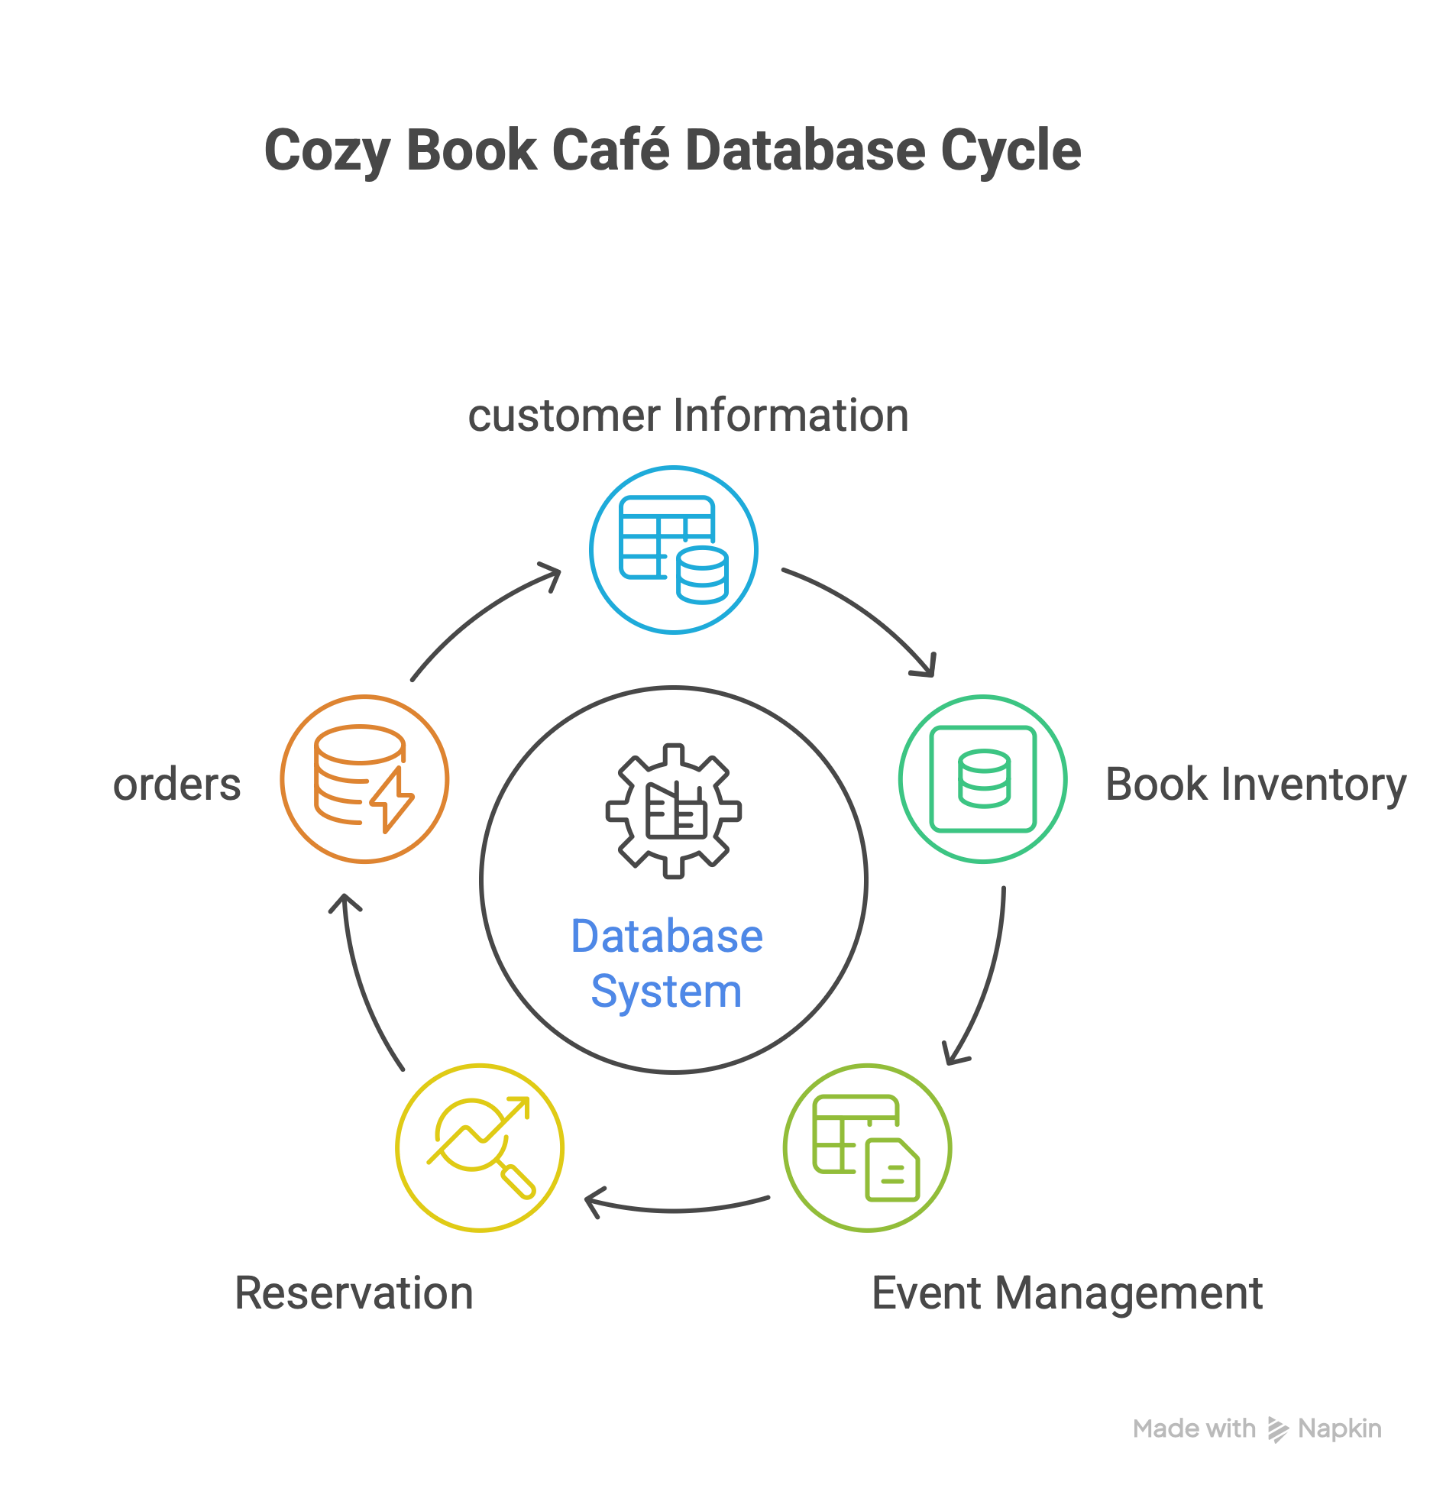 Cozy Book Café Database Cycle
customer Information
orders
Book Inventory
Database
System
Reservation
Event Management
Made with Napkin